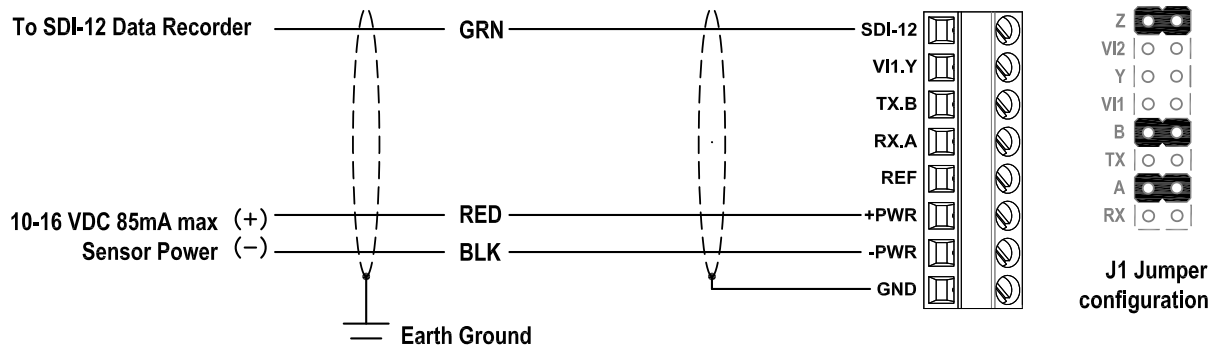 To SDI-12 Data Recorder
GRN
SDI-12
VI1.Y
TX.B
RX.A
REF
10-16 VDC 85mA max (+)
RED
+PWR
Sensor Power (−)
BLK
-PWR
GND
Earth Ground
Z
VI2
Y
VI1
B
TX
A
RX
J1 Jumper
configuration